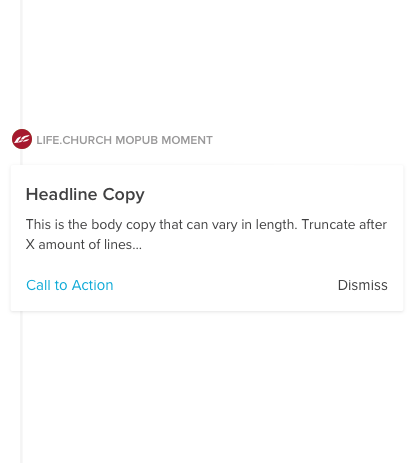 LIFE.CHURCH MOPUB MOMENT
Headline Copy
This is the body copy that can vary in length. Truncate after
X amount of lines...
Call to Action Dismiss